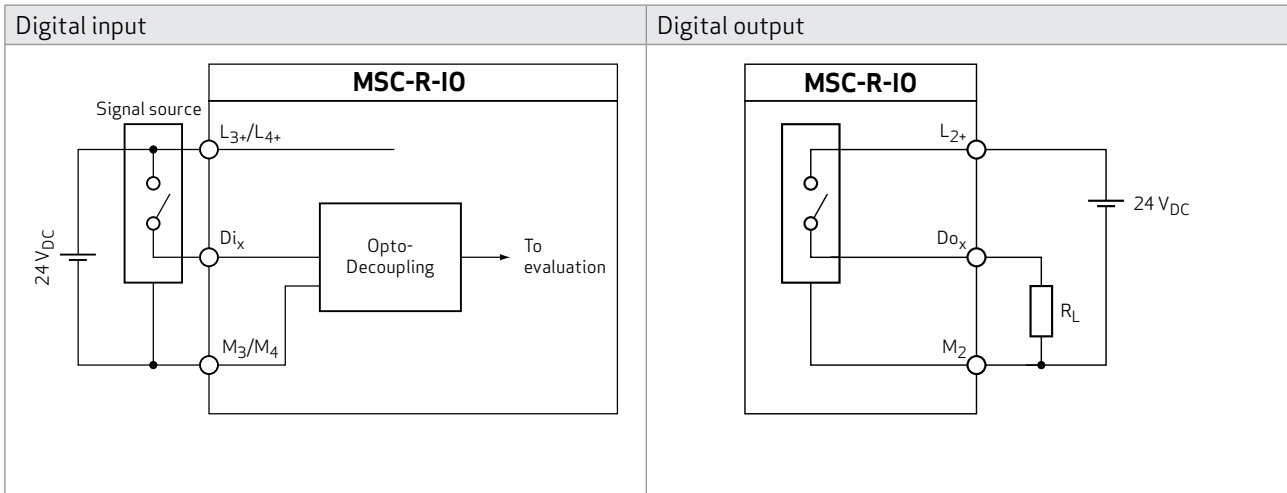 Digital input
Digital output
MSC-R-IO
Signal source
L3+/L4+
24 VDC
Dix
Opto-
Decoupling
To
evaluation
M3/M4
MSC-R-IO
L2+
24 VDC
Dox
RL
M2